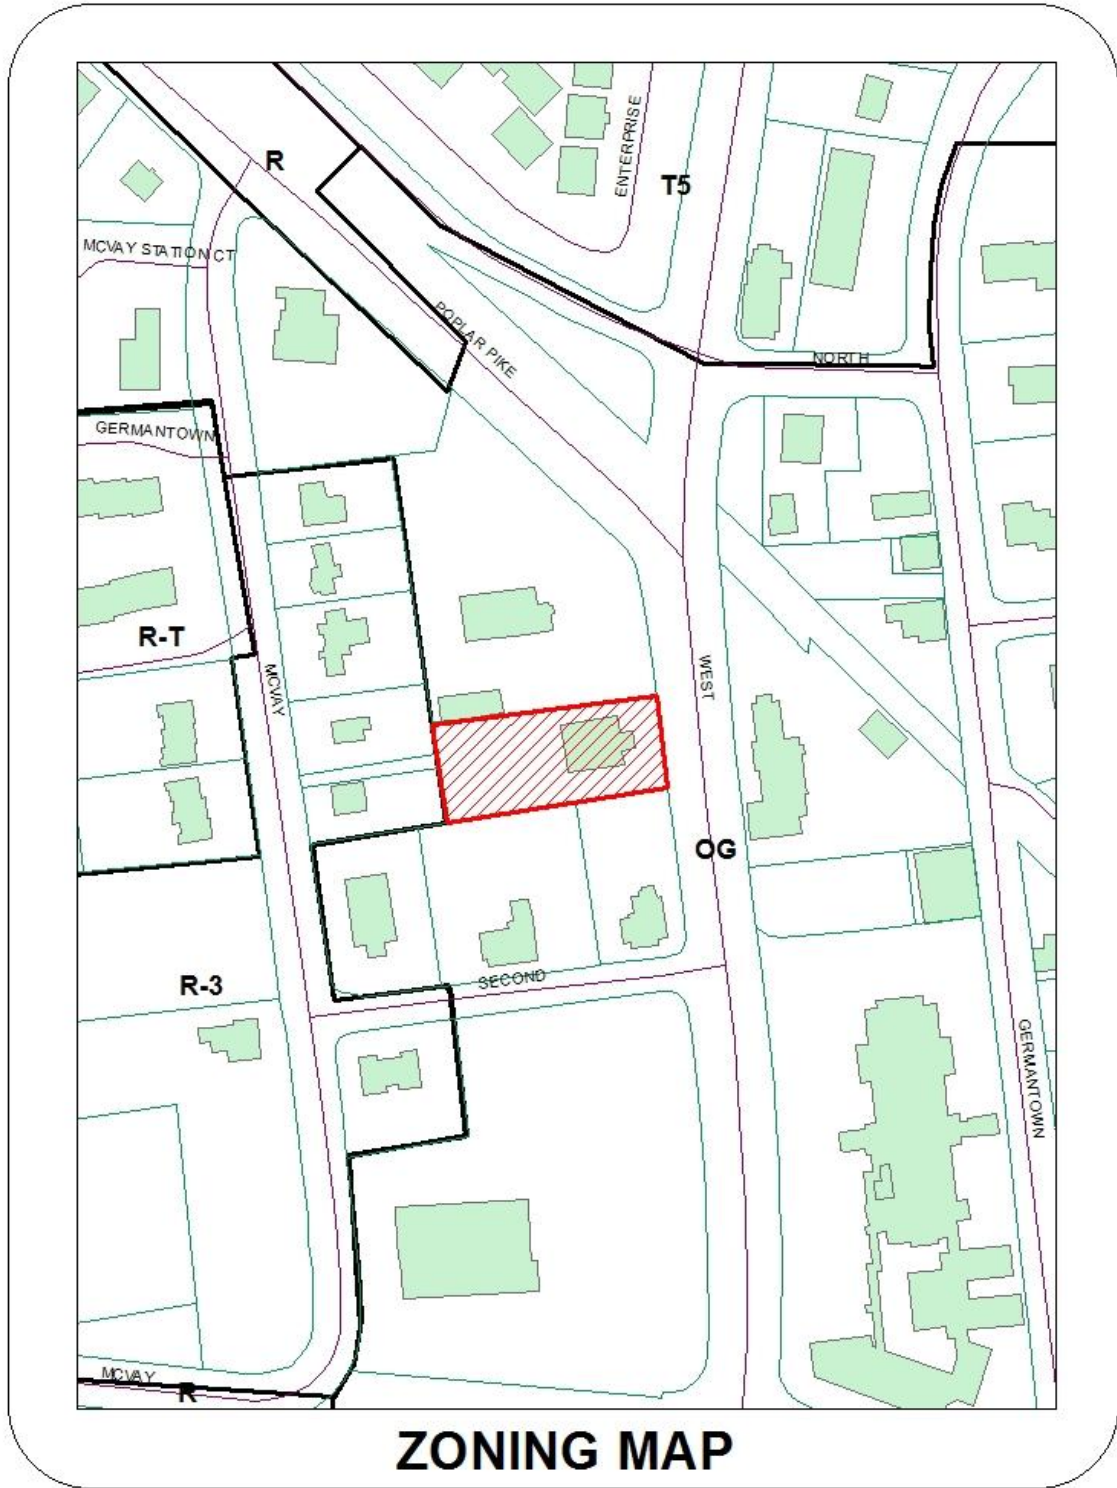 ENTERPRISE
R
T5
MCVAY STATION CT
POPLAR PIKE
NORTH
GERMANTOWN
R-T
MCVAY
WEST
OG
SECOND
R-3
GERMANTOWN
MCVAY
R
ZONING MAP